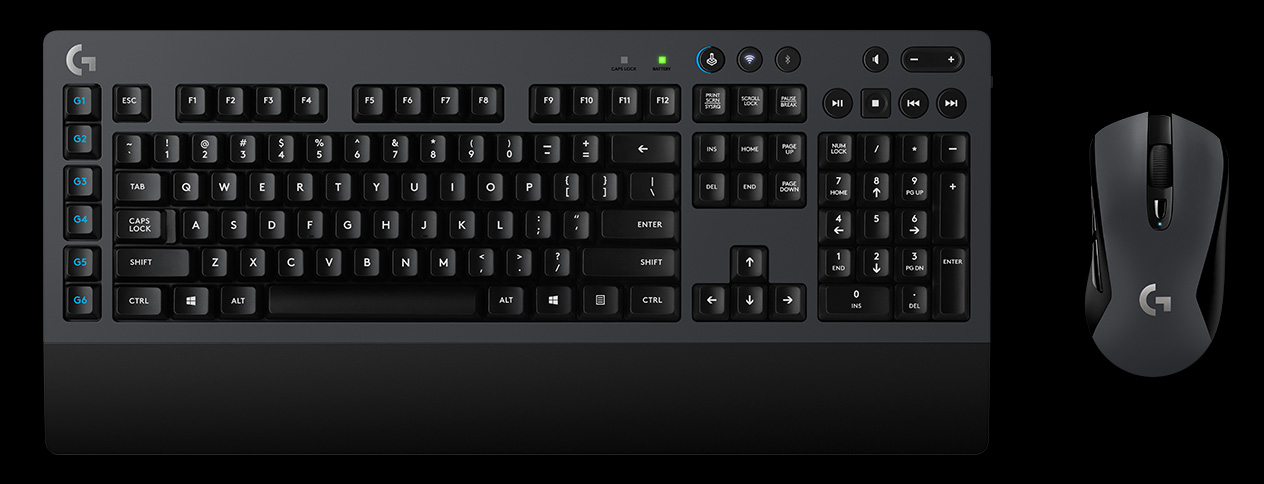 G
CAPS LOCK
BATTERY
- +
G1
ESC
F1 F2 F3 F4
F5 F6 F7 F8
F9 F10 F11 F12
PRINT
SCRN
SYSRQ
SCROLL
LOCK
PAUSE
BREAK
G2
~ ! @ # $ % ^ & * ( ) – +
` 1 2 3 4 5 6 7 8 9 0 - = ←
INS HOME PAGE
UP
NUM
LOCK
/ * –
G3
TAB Q W E R T Y U I O P { } |
[ ] \
DEL END PAGE
DOWN
7 8 9 +
HOME ↑ PG UP
G4
CAPS
LOCK
A S D F G H J K L : " ENTER
; '
4 5 6
← →
G5
SHIFT Z X C V B N M < > ? SHIFT
, . /
↑
1 2 3 ENTER
END ↓ PG DN
G6
CTRL ALT ALT CTRL
← ↓ →
0 .
INS DEL
G